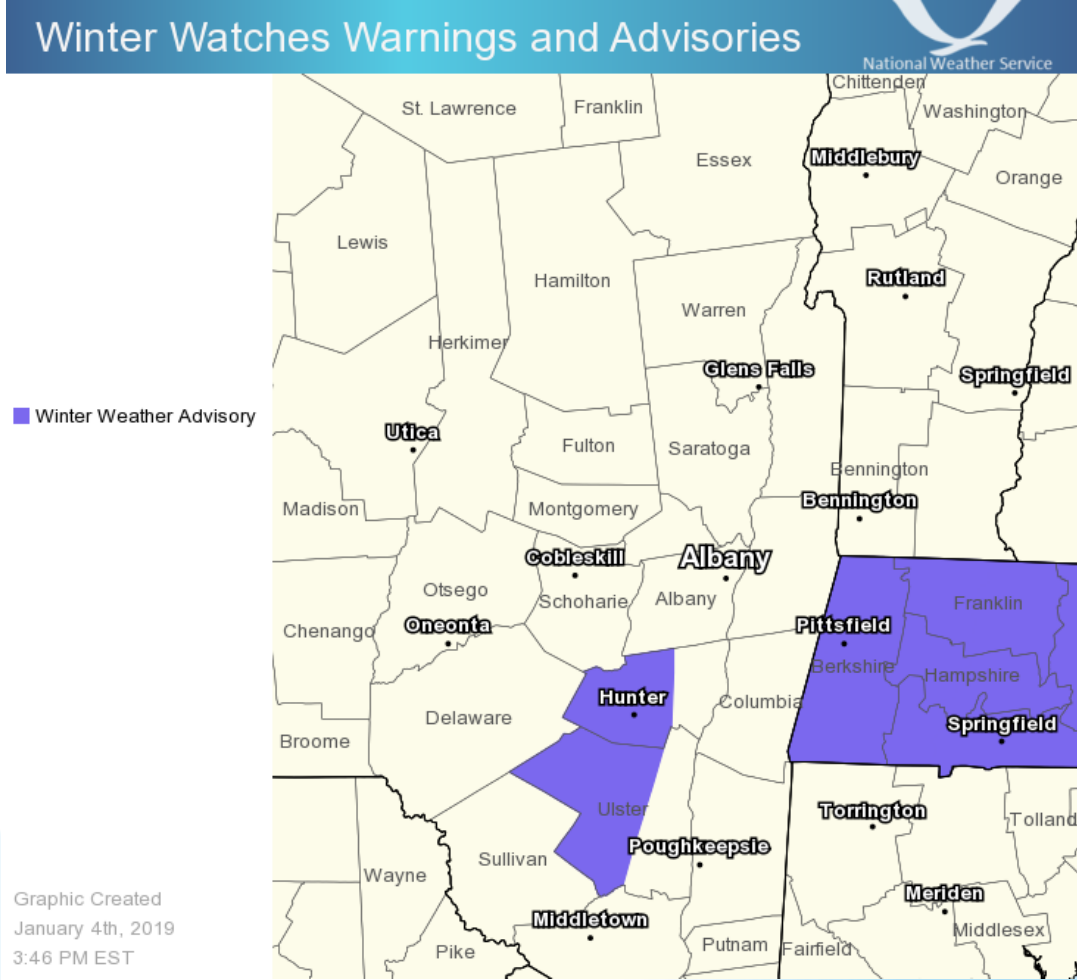 Winter Watches Warnings and Advisories
National Weather Service
Chittenden
St. Lawrence
Franklin
Washington
Essex
Middlebury
Orange
Lewis
Hamilton
Rutland
Warren
Herkimer
Glens Falls
Springfield
Winter Weather Advisory
Utica
Fulton
Saratoga
Bennington
Madison
Montgomery
Bennington
Cobleskill
Albany
Otsego
Schoharie
Albany
Franklin
Chenango
Oneonta
Pittsfield
Berkshire
Hampshire
Hunter
Columbia
Delaware
Springfield
Broome
Ulster
Torrington
Tolland
Poughkeepsie
Sullivan
Wayne
Meriden
Graphic Created
January 4th, 2019
3:46 PM EST
Middletown
Middlesex
Pike
Putnam
Fairfield